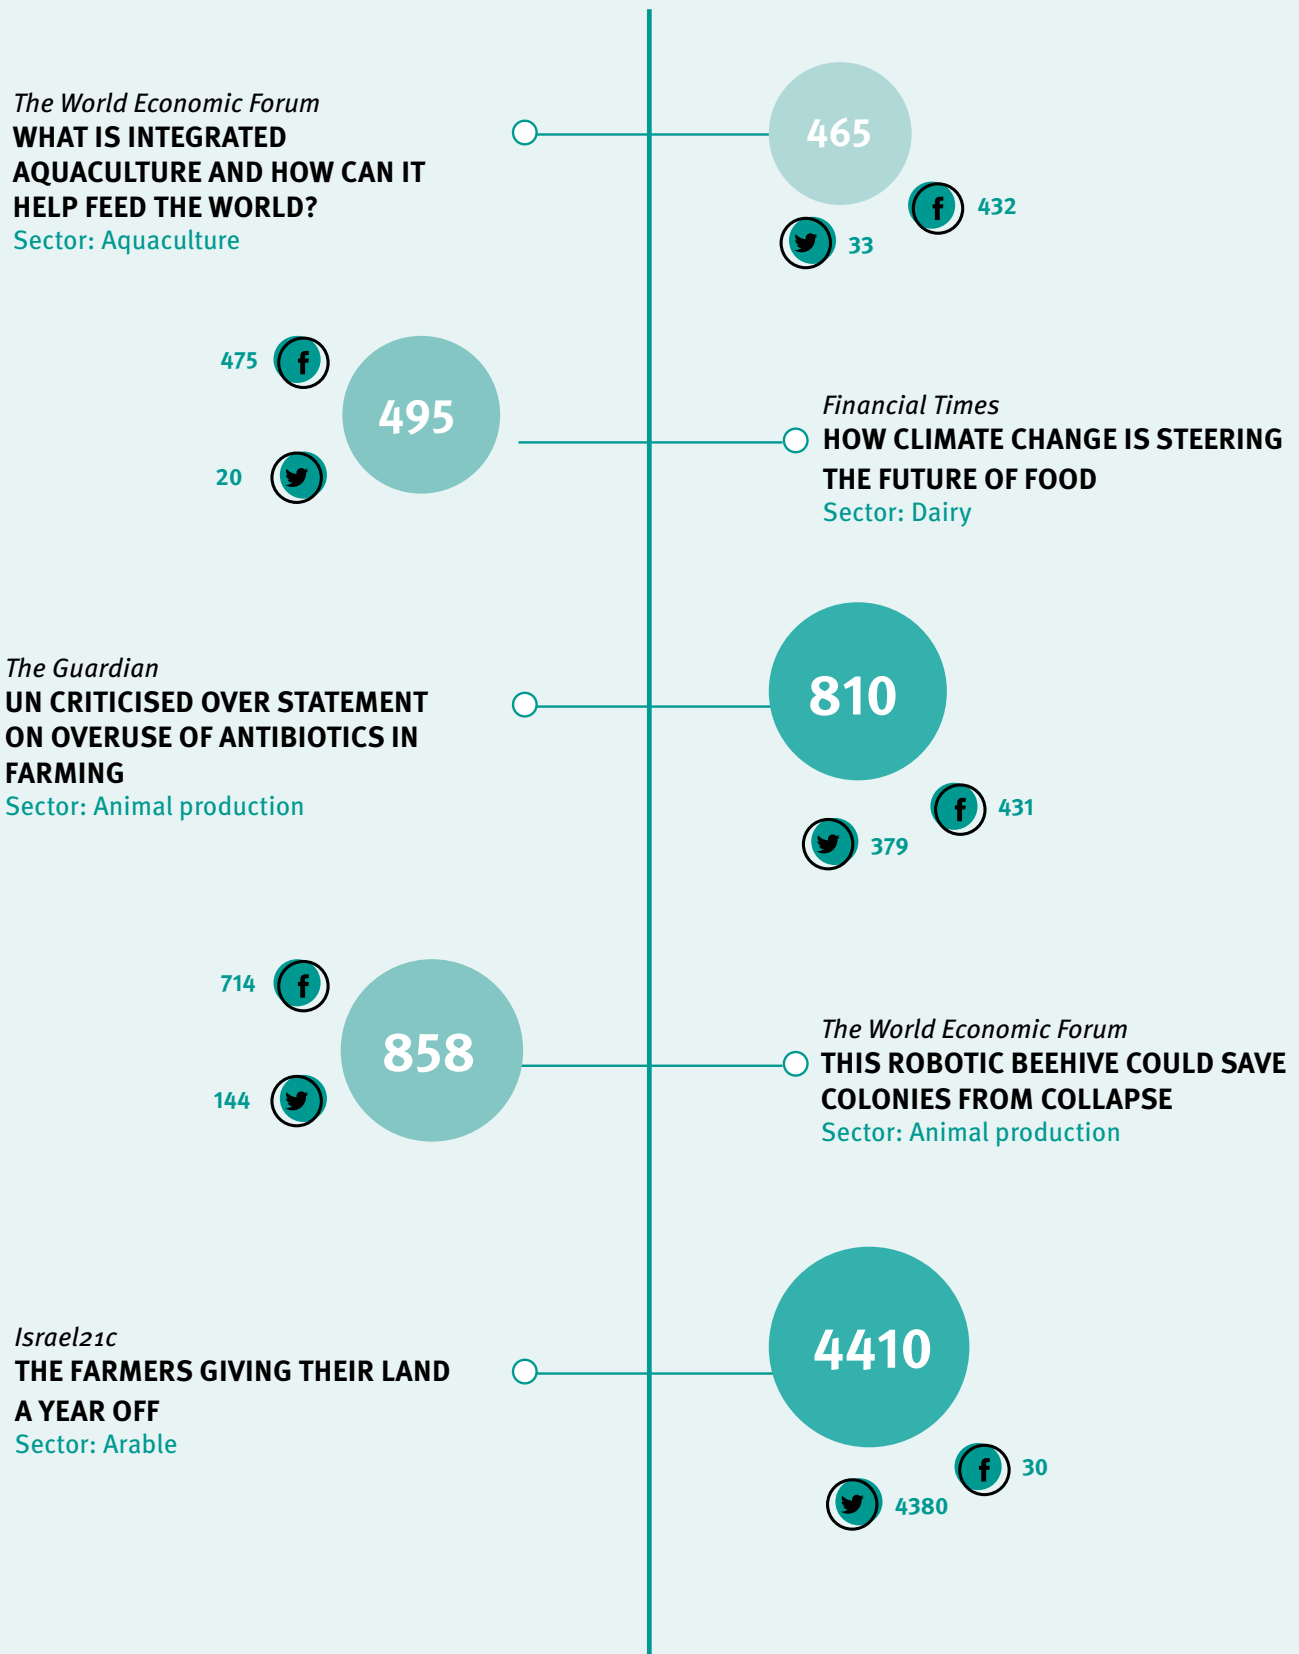 The World Economic Forum
WHAT IS INTEGRATED
AQUACULTURE AND HOW CAN IT
HELP FEED THE WORLD?
Sector: Aquaculture
465
432
33
475
495
20
Financial Times
HOW CLIMATE CHANGE IS STEERING
THE FUTURE OF FOOD
Sector: Dairy
The Guardian
UN CRITICISED OVER STATEMENT
ON OVERUSE OF ANTIBIOTICS IN
FARMING
Sector: Animal production
810
431
379
714
858
144
The World Economic Forum
THIS ROBOTIC BEEHIVE COULD SAVE
COLONIES FROM COLLAPSE
Sector: Animal production
Israel21c
THE FARMERS GIVING THEIR LAND
A YEAR OFF
Sector: Arable
4410
30
4380